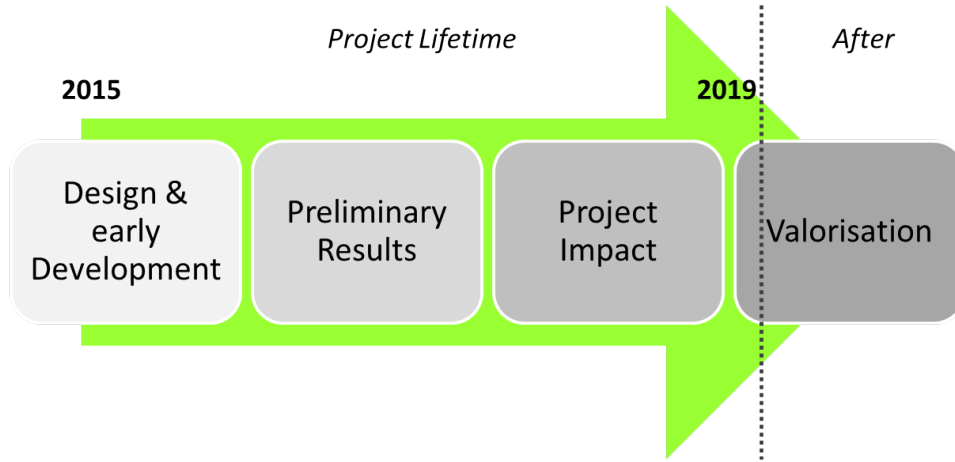 Project Lifetime
After
2015
2019
Design &
early
Development
Preliminary
Results
Project
Impact
Valorisation